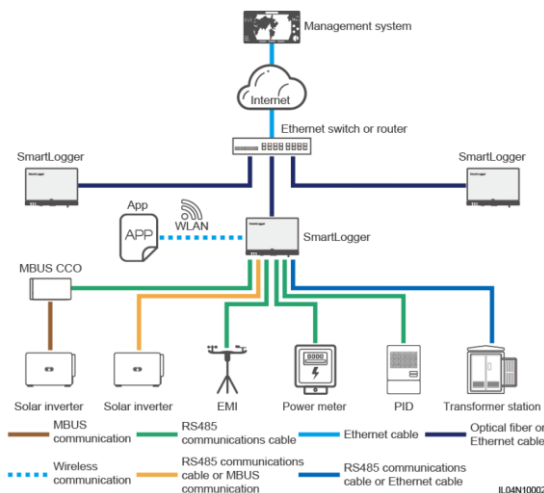 Management system
Internet
Ethernet switch or router
SmartLogger
SmartLogger
App
WLAN
APP
SmartLogger
MBUS CCO
Solar inverter
Solar inverter
EMI
Power meter
PID
Transformer station
MBUS
communication
RS485
communications cable
Ethernet cable
Optical fiber or
Ethernet cable
Wireless
communication
RS485 communications
cable or MBUS
communication
RS485 communications
cable or Ethernet cable
IL04N10002